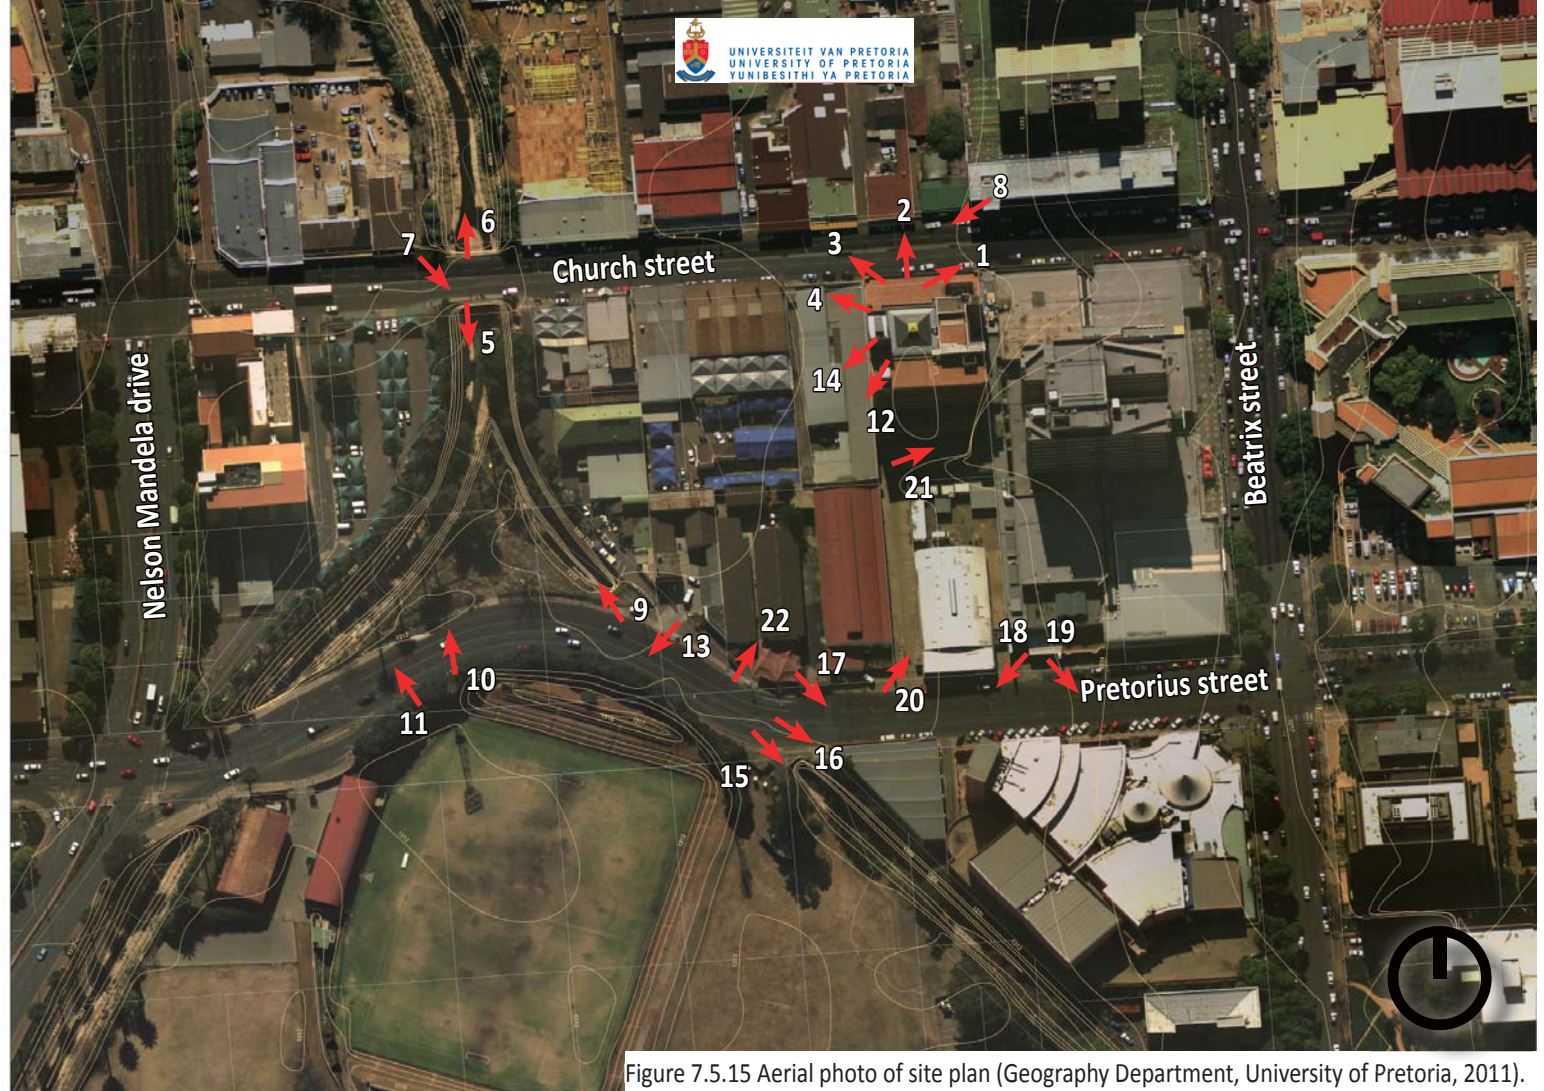 UNIVERSITEIT VAN PRETORIA
UNIVERSITY OF PRETORIA
YUNIBESITHI YA PRETORIA
8
2
6
7
3
1
Church street
4
5
14
12
Nelson Mandela drive
Beatrix street
21
9
22
13
18
19
17
10
Pretorius street
20
11
16
15
Figure 7.5.15 Aerial photo of site plan (Geography Department, University of Pretoria, 2011).